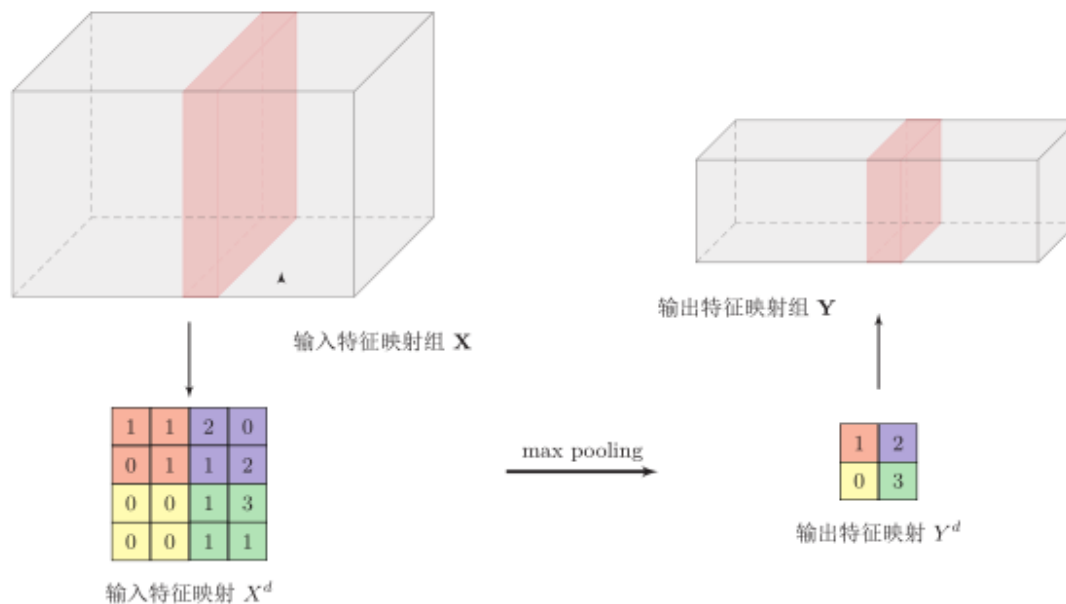 输入特征映射组 X
输出特征映射组 Y
1 1 2 0
0 1 1 2
0 0 1 3
0 0 1 1
输入特征映射 X^d
max pooling
1 2
0 3
输出特征映射 Y^d